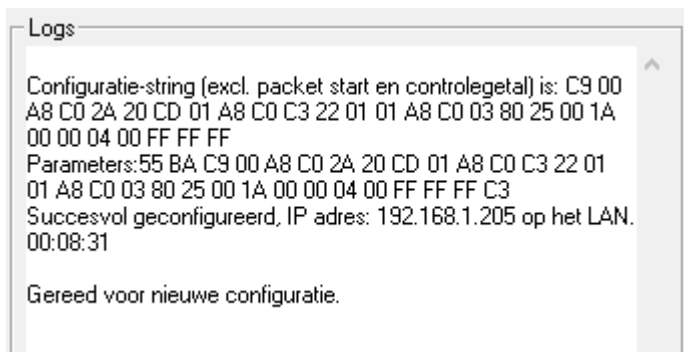 Logs
Configuratie-string (excl. packet start en controlegetal) is: C9 00
A8 C0 2A 20 CD 01 A8 C0 C3 22 01 01 A8 C0 03 80 25 00 1A
00 00 04 00 FF FF FF
Parameters:55 BA C9 00 A8 C0 2A 20 CD 01 A8 C0 C3 22 01
01 A8 C0 03 80 25 00 1A 00 00 04 00 FF FF FF C3
Succesvol geconfigureerd, IP adres: 192.168.1.205 op het LAN.
00:08:31
Gereed voor nieuwe configuratie.